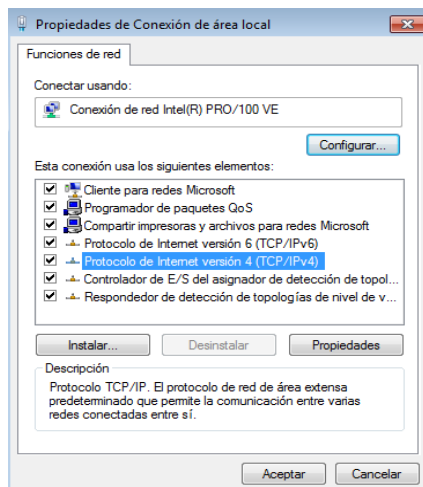 Propiedades de Conexión de área local
Funciones de red
Conectar usando:
Conexión de red Intel(R) PRO/100 VE
Configurar...
Esta conexión usa los siguientes elementos:
Cliente para redes Microsoft
Programador de paquetes QoS
Compartir impresoras y archivos para redes Microsoft
Protocolo de Internet versión 6 (TCP/IPv6)
Protocolo de Internet versión 4 (TCP/IPv4)
Controlador de E/S del asignador de detección de topol...
Respondedor de detección de topologías de nivel de v...
Instalar...
Desinstalar
Propiedades
Descripción
Protocolo TCP/IP. El protocolo de red de área extensa
predeterminado que permite la comunicación entre varias
redes conectadas entre sí.
Aceptar
Cancelar